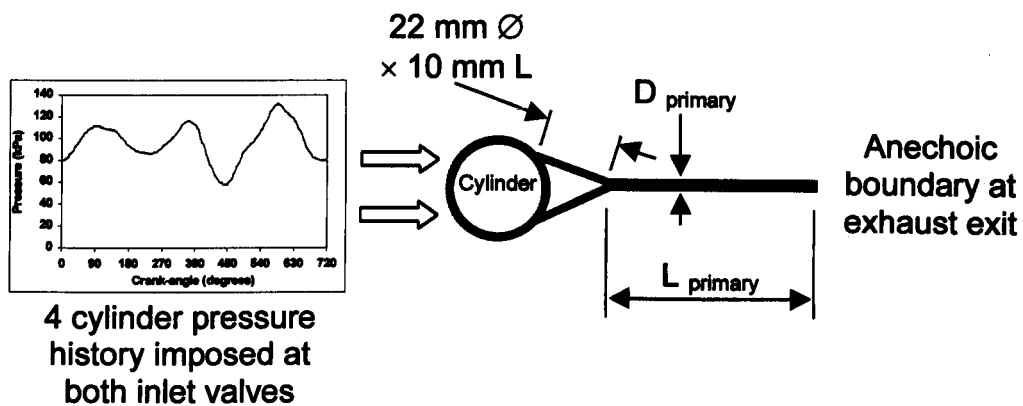 22 mm Ø
× 10 mm L
D primary
140
120
100
80
60
40
20
0
Pressure (kPa)
0 90 180 270 360 450 540 630 720
Crank-angle (degrees)
Cylinder
Anechoic
boundary at
exhaust exit
L primary
4 cylinder pressure
history imposed at
both inlet valves